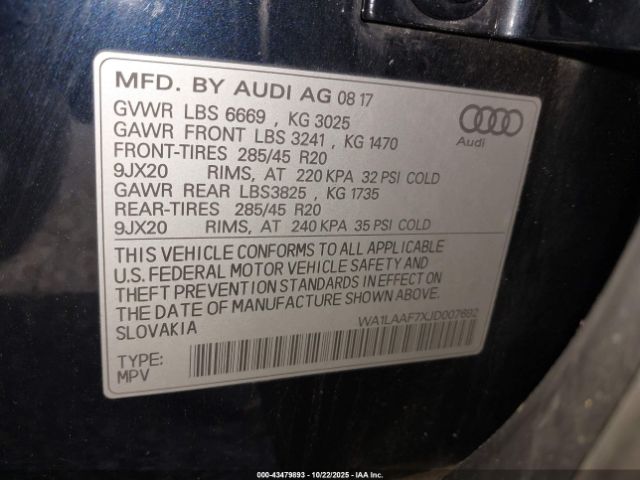 MFD. BY AUDI AG 08 17
GVWR LBS 6669 , KG 3025
GAWR FRONT LBS 3241 , KG 1470
FRONT-TIRES 285/45 R20
9JX20 RIMS, AT 220 KPA 32 PSI COLD
GAWR REAR LBS3825 , KG 1735
REAR-TIRES 285/45 R20
9JX20 RIMS, AT 240 KPA 35 PSI COLD
Audi
THIS VEHICLE CONFORMS TO ALL APPLICABLE
U.S. FEDERAL MOTOR VEHICLE SAFETY AND
THEFT PREVENTION STANDARDS IN EFFECT ON
THE DATE OF MANUFACTURE SHOWN ABOVE
SLOVAKIA
WA1LAAF7XJD007692
TYPE:
MPV
000-43479893 | 10/22/2025 | IAA Inc.